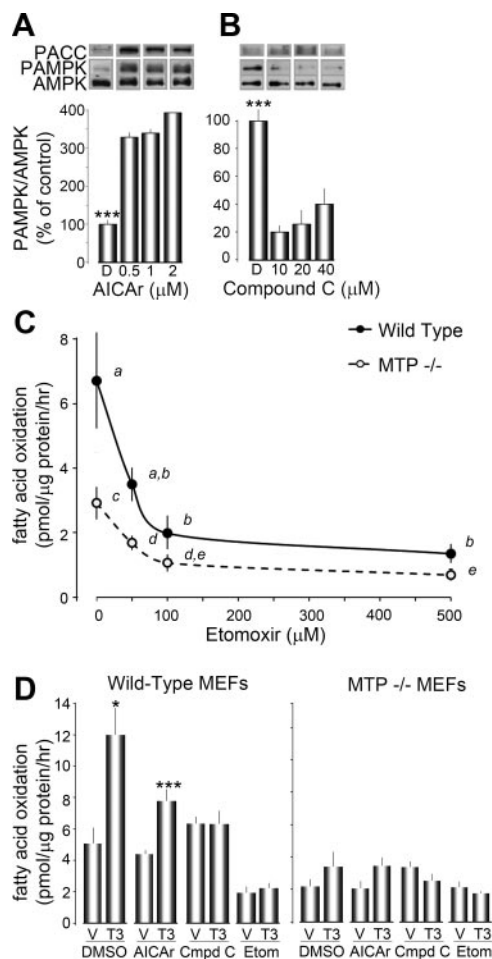 A
B
PACC
PAMPK
AMPK
PAMPK/AMPK
(% of control)
400
300
200
100
0
***
D 0.5 1 2
AICAr (µM)
***
100
80
60
40
20
0
D 10 20 40
Compound C (µM)
C
Wild Type
MTP -/-
fatty acid oxidation
(pmol/µg protein/hr)
8
6
4
2
0
a
a,b
b
b
c
d
d,e
e
0 100 200 300 400 500
Etomoxir (µM)
D
Wild-Type MEFs
MTP -/- MEFs
fatty acid oxidation
(pmol/µg protein/hr)
14
12
10
8
6
4
2
0
*
***
V T3 V T3 V T3 V T3
DMSO AICAr Cmpd C Etom
V T3 V T3 V T3 V T3
DMSO AICAr Cmpd C Etom